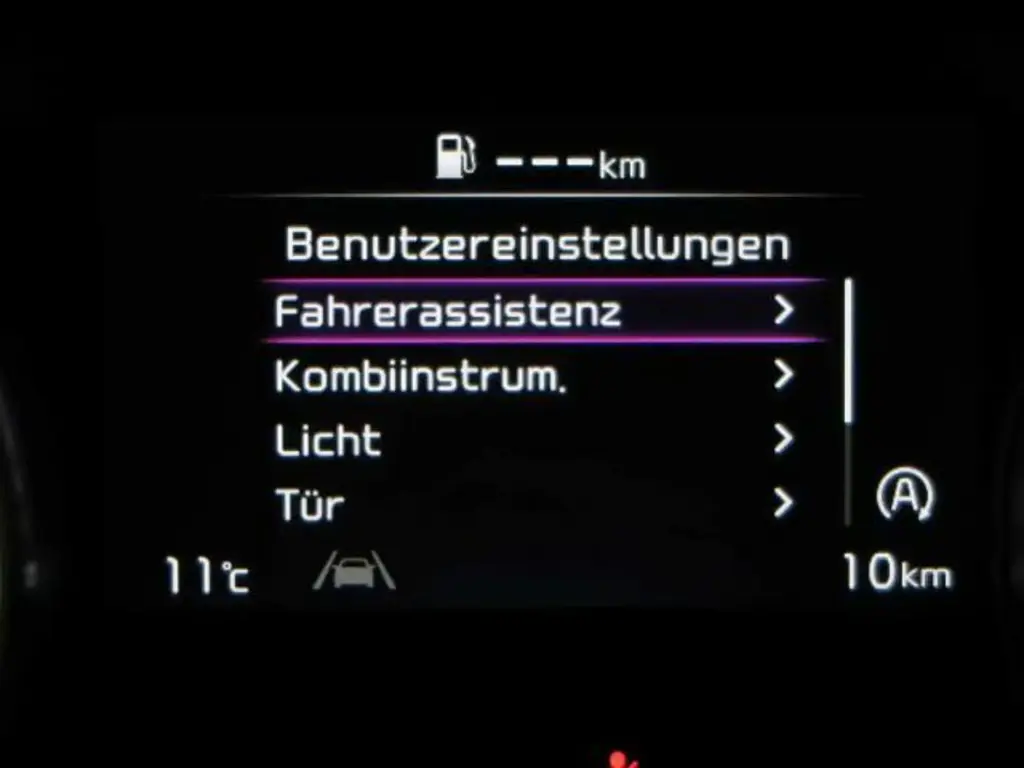 ---km
Benutzereinstellungen
Fahrerassistenz
Kombiinstrum.
Licht
Tür
A
11°C
10km